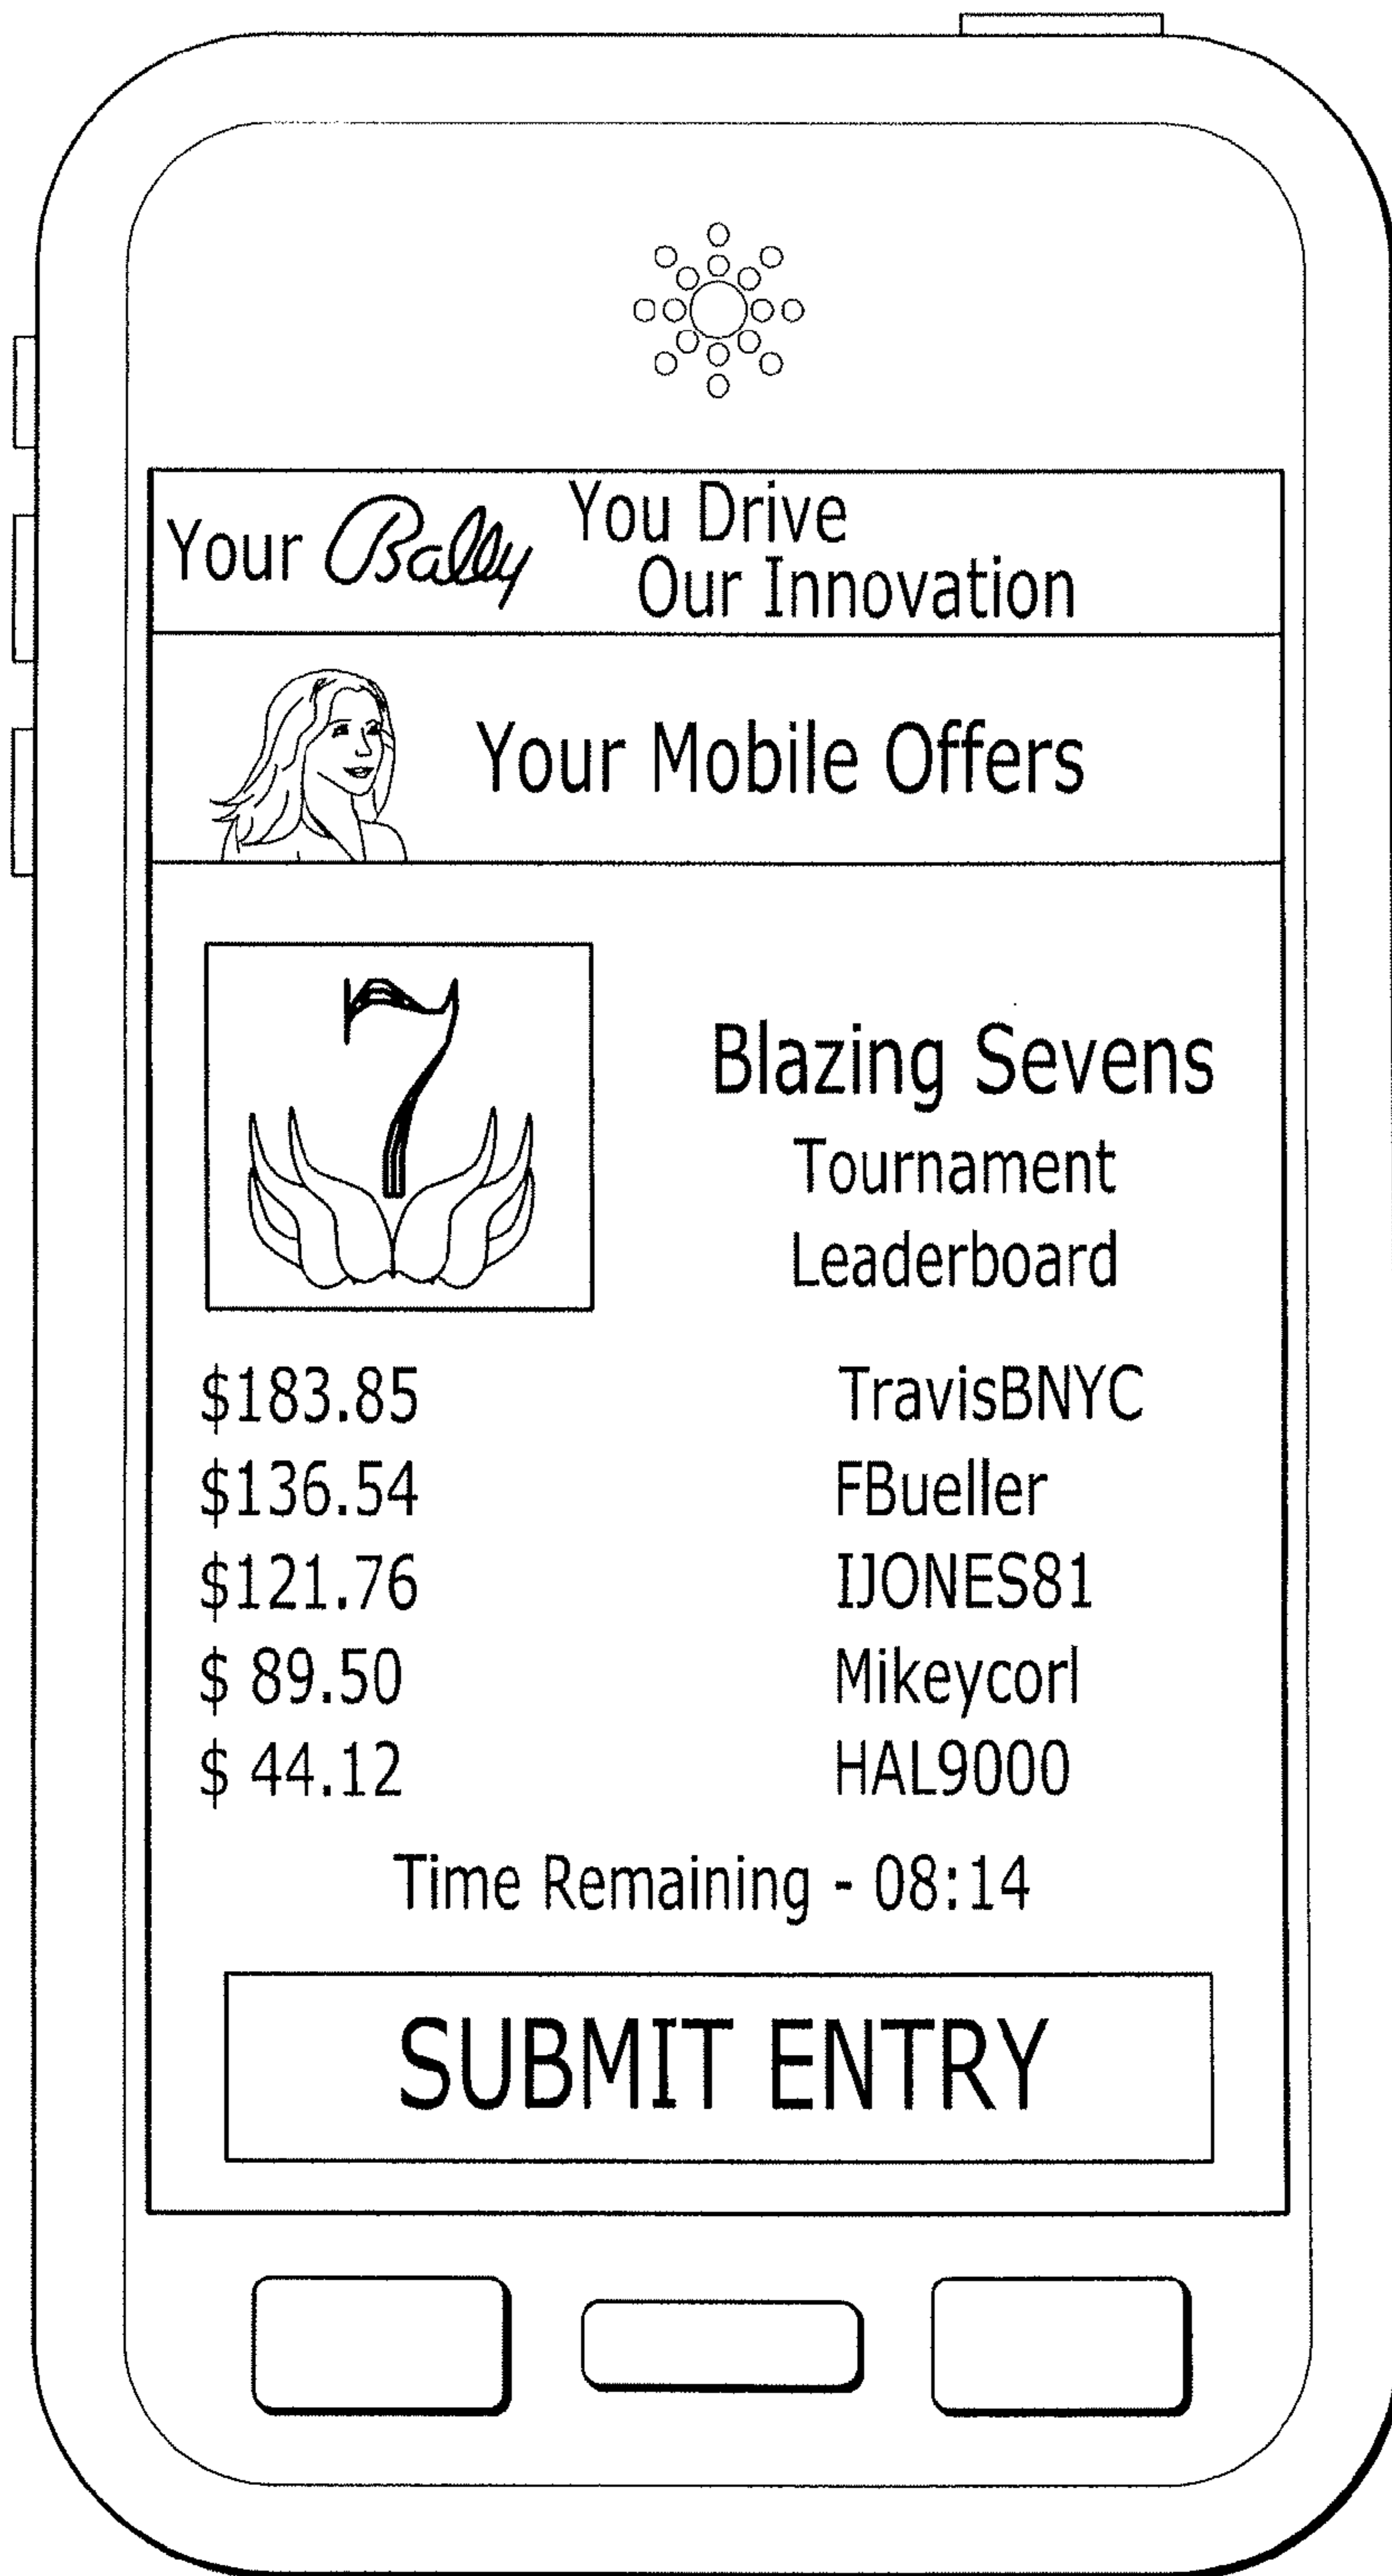 Your Bally You Drive
Our Innovation
Your Mobile Offers
7
Blazing Sevens
Tournament
Leaderboard
$183.85 TravisBNYC
$136.54 FBueller
$121.76 IJONES81
$ 89.50 Mikeycorl
$ 44.12 HAL9000
Time Remaining - 08:14
SUBMIT ENTRY